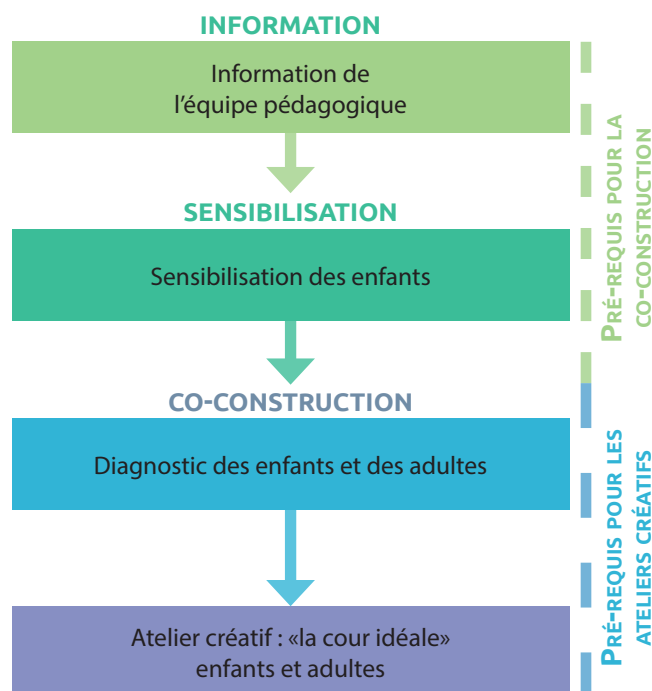 INFORMATION
Information de
l'équipe pédagogique
SENSIBILISATION
Sensibilisation des enfants
CO-CONSTRUCTION
Diagnostic des enfants et des adultes
Atelier créatif : «la cour idéale»
enfants et adultes
PRÉ-REQUIS POUR LA
CO-CONSTRUCTION
PRÉ-REQUIS POUR LES
ATELIERS CRÉATIFS